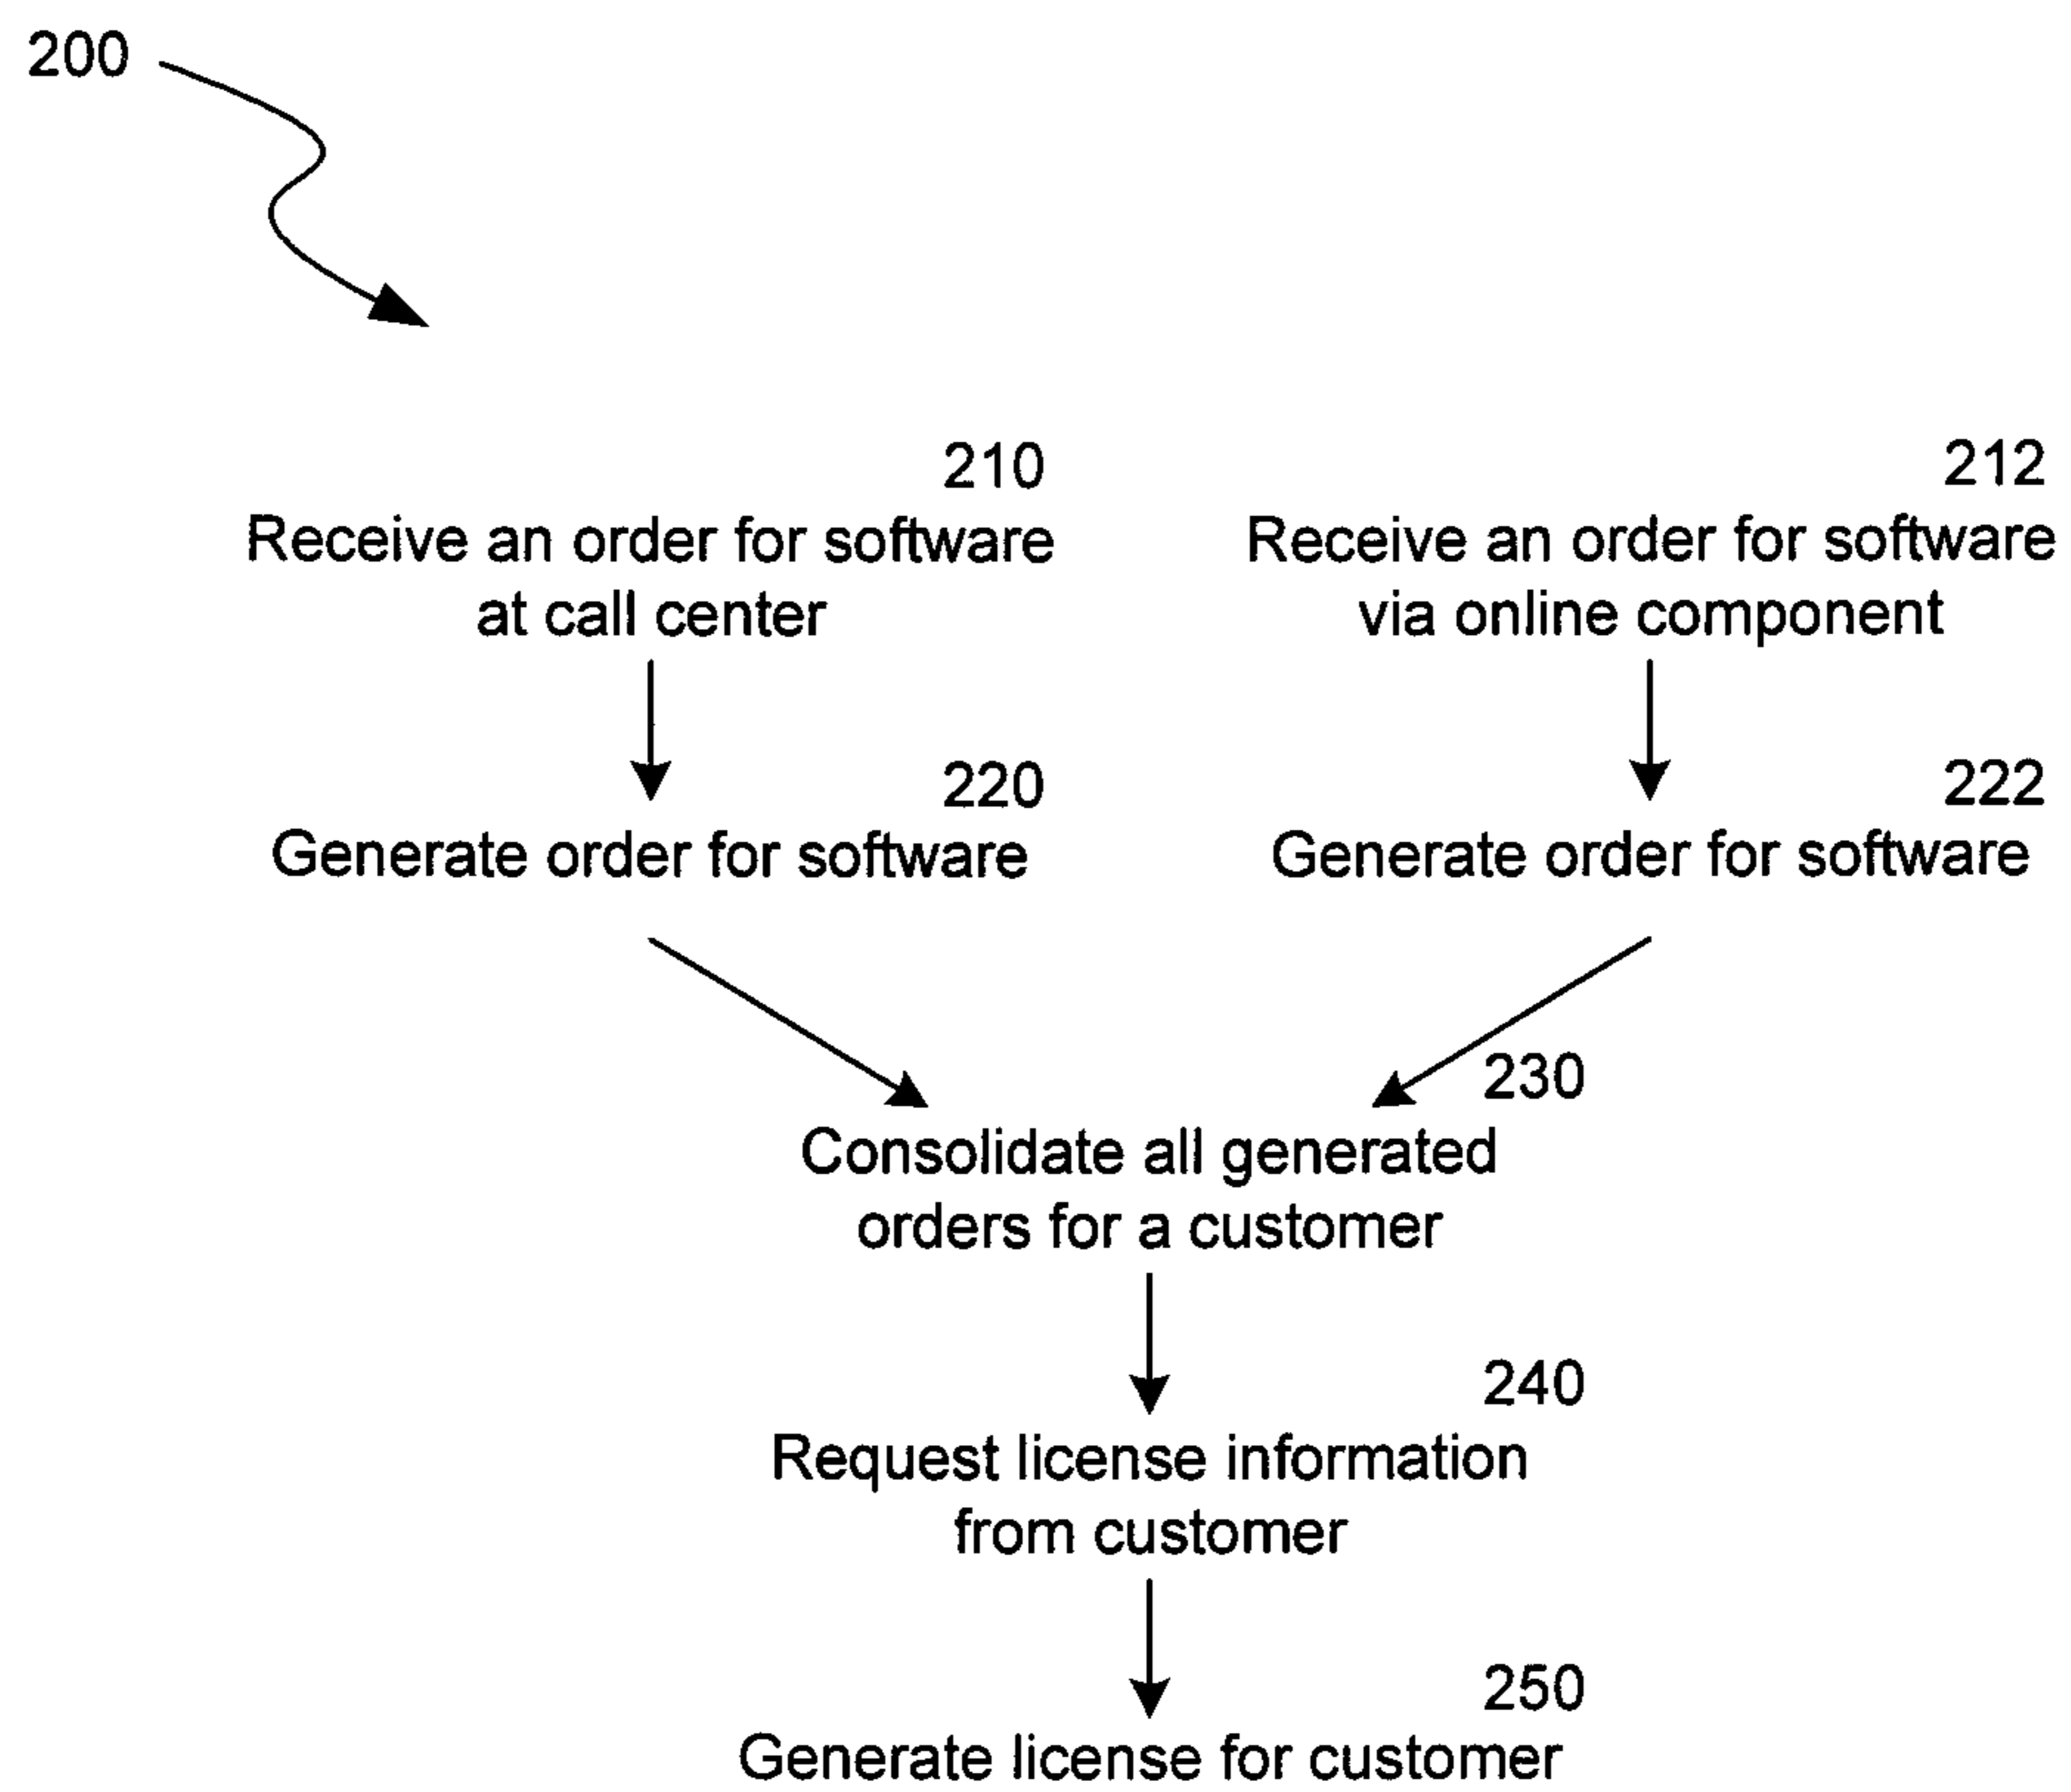 200
210
Receive an order for software
at call center
212
Receive an order for software
via online component
220
Generate order for software
222
Generate order for software
230
Consolidate all generated
orders for a customer
240
Request license information
from customer
250
Generate license for customer